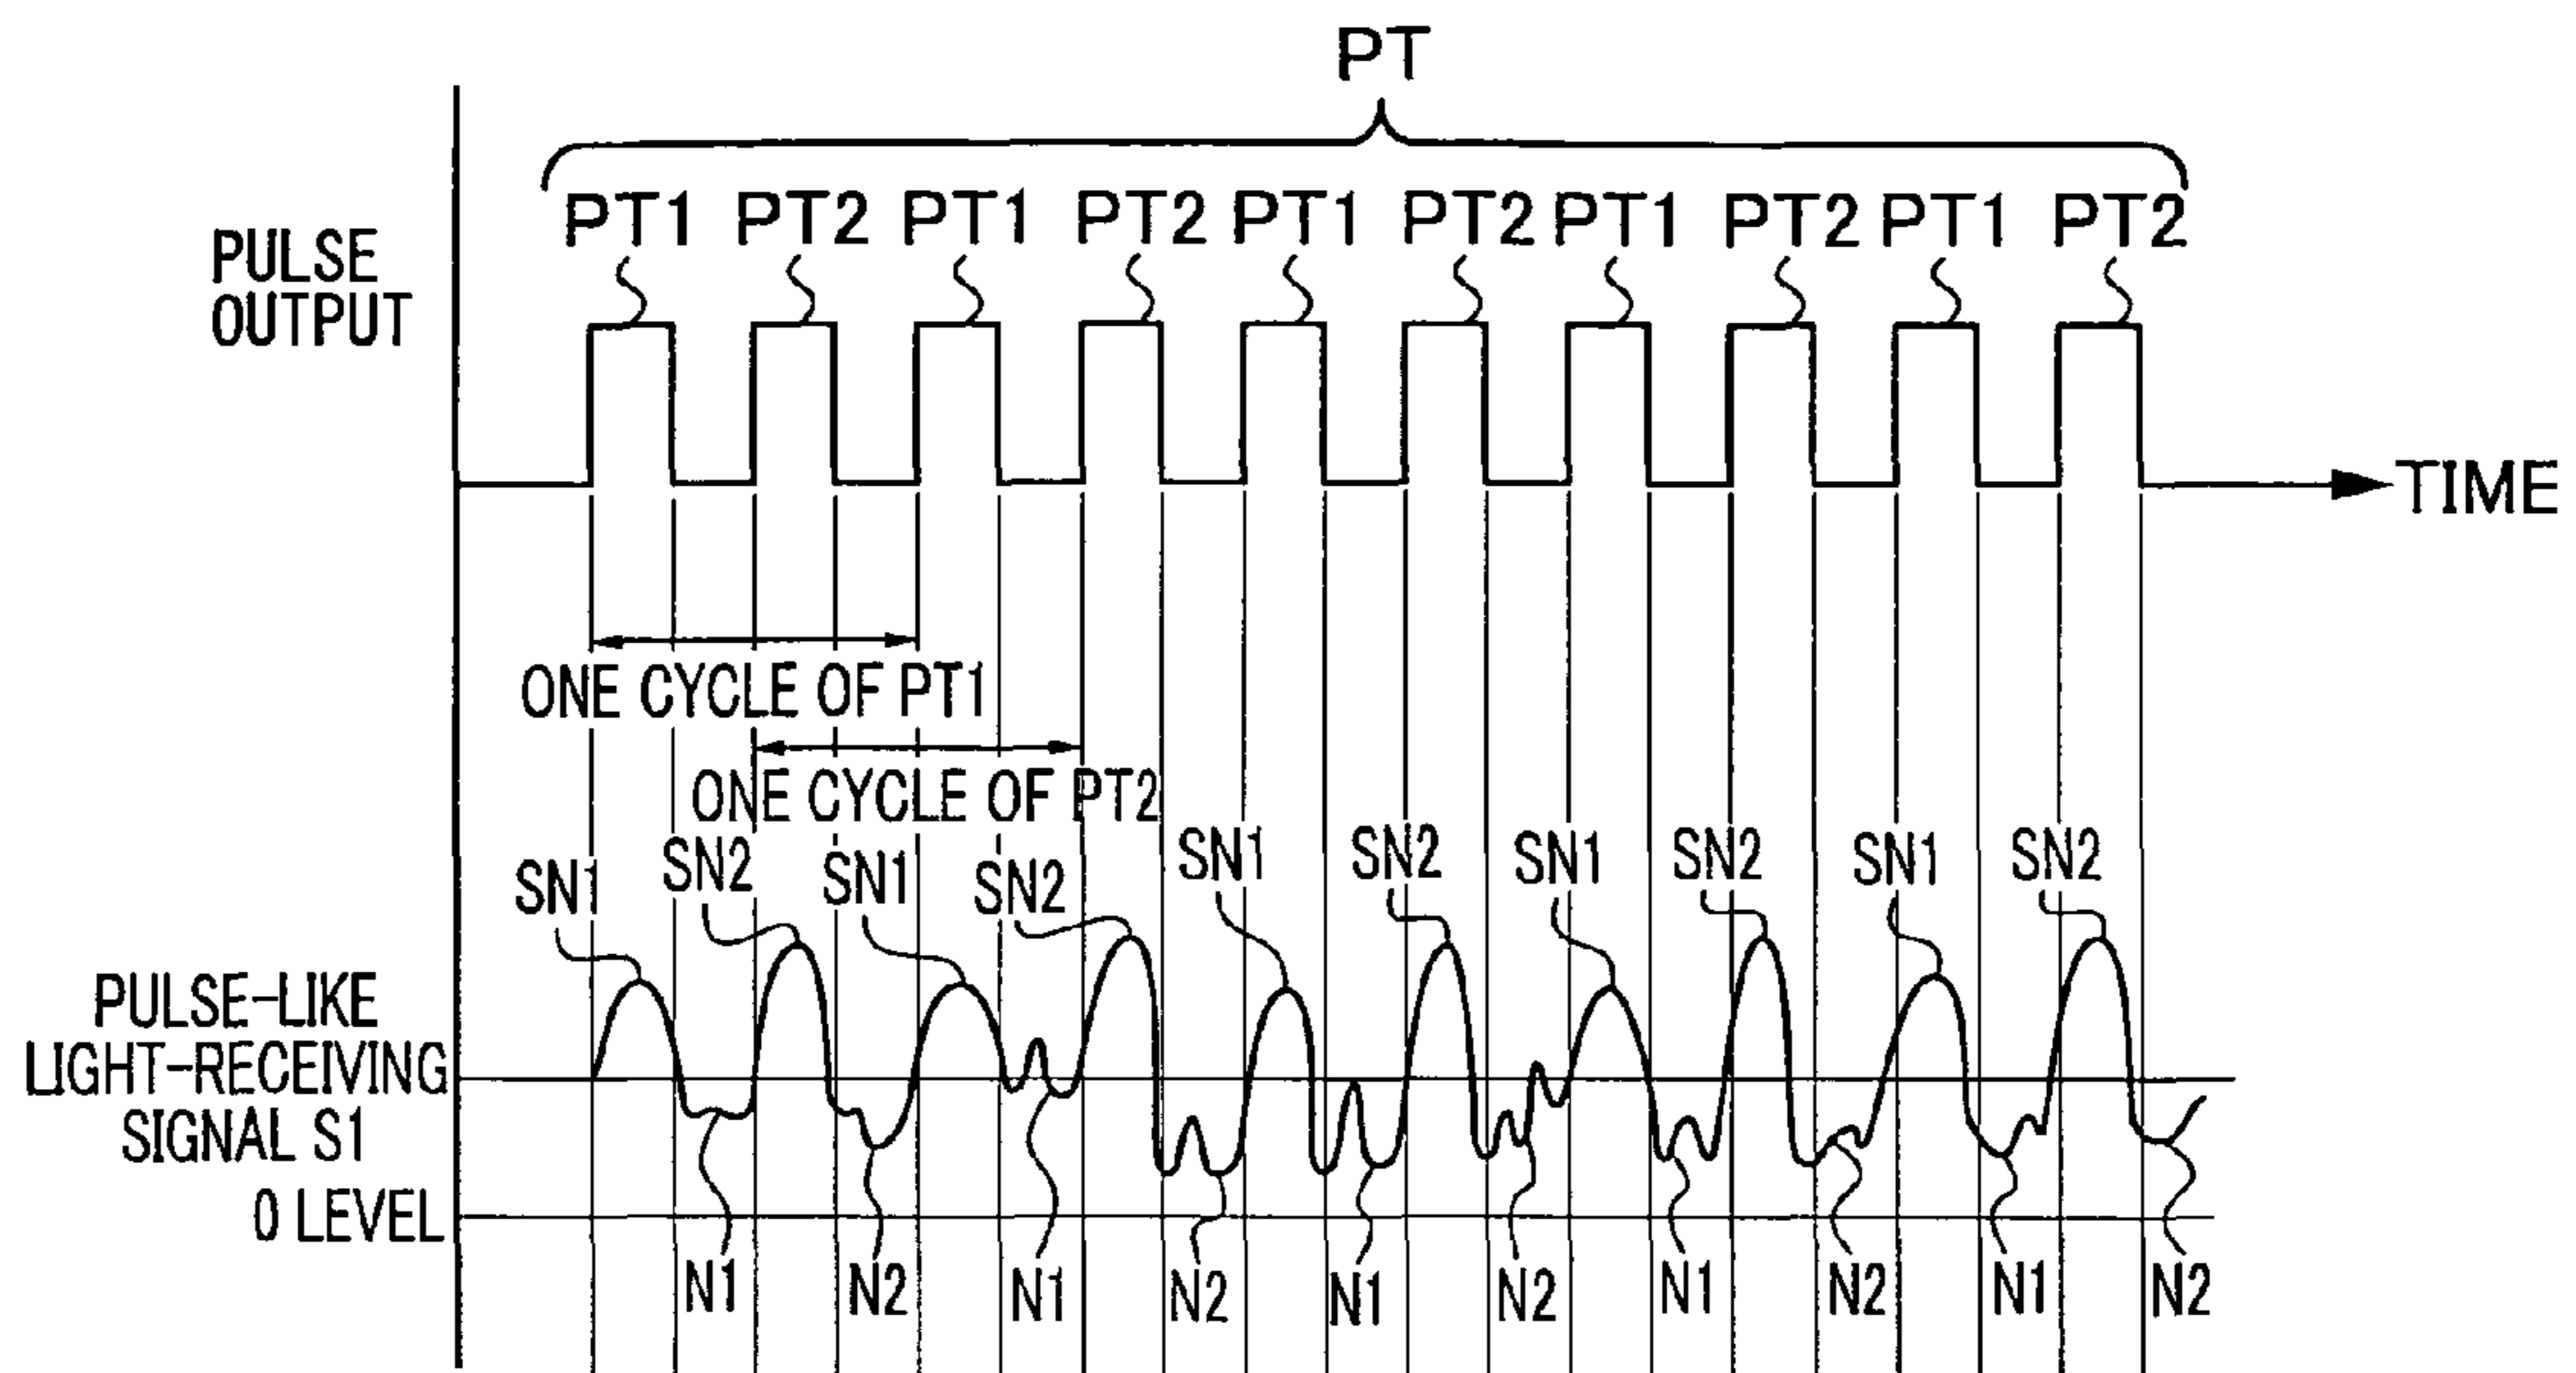 PT
PT1 PT2 PT1 PT2 PT1 PT2 PT1 PT2 PT1 PT2
PULSE
OUTPUT
TIME
ONE CYCLE OF PT1
ONE CYCLE OF PT2
SN1 SN2 SN1 SN2 SN1 SN2 SN1 SN2 SN1 SN2
PULSE-LIKE
LIGHT-RECEIVING
SIGNAL S1
0 LEVEL
N1 N2 N1 N2 N1 N2 N1 N2 N1 N2